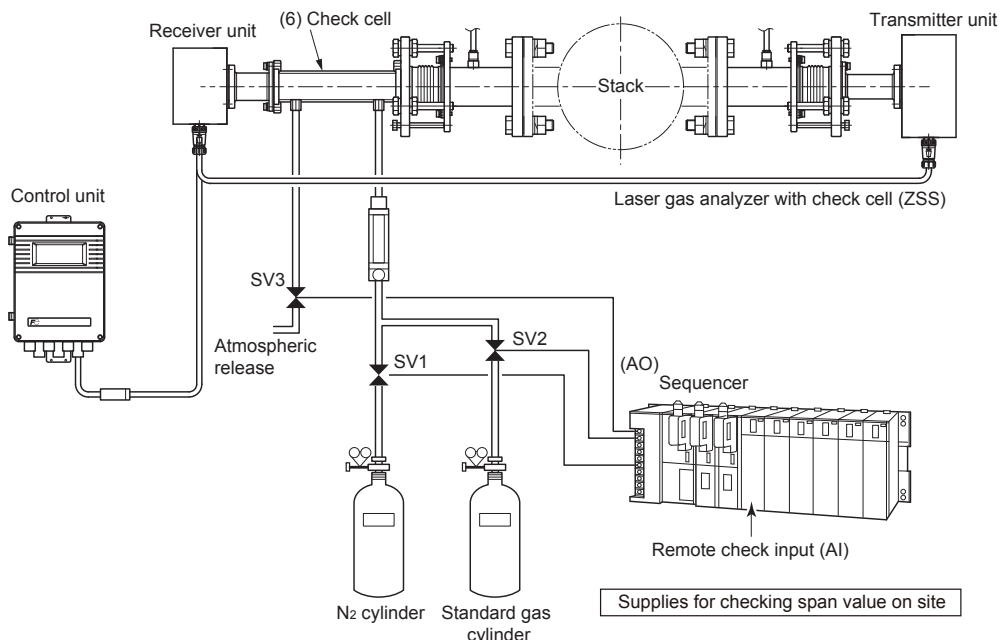 (6) Check cell
Receiver unit
Transmitter unit
Stack
Control unit
Laser gas analyzer with check cell (ZSS)
SV3
Atmospheric
release
SV1
SV2
(AO)
Sequencer
Remote check input (AI)
N2 cylinder
Standard gas
cylinder
Supplies for checking span value on site